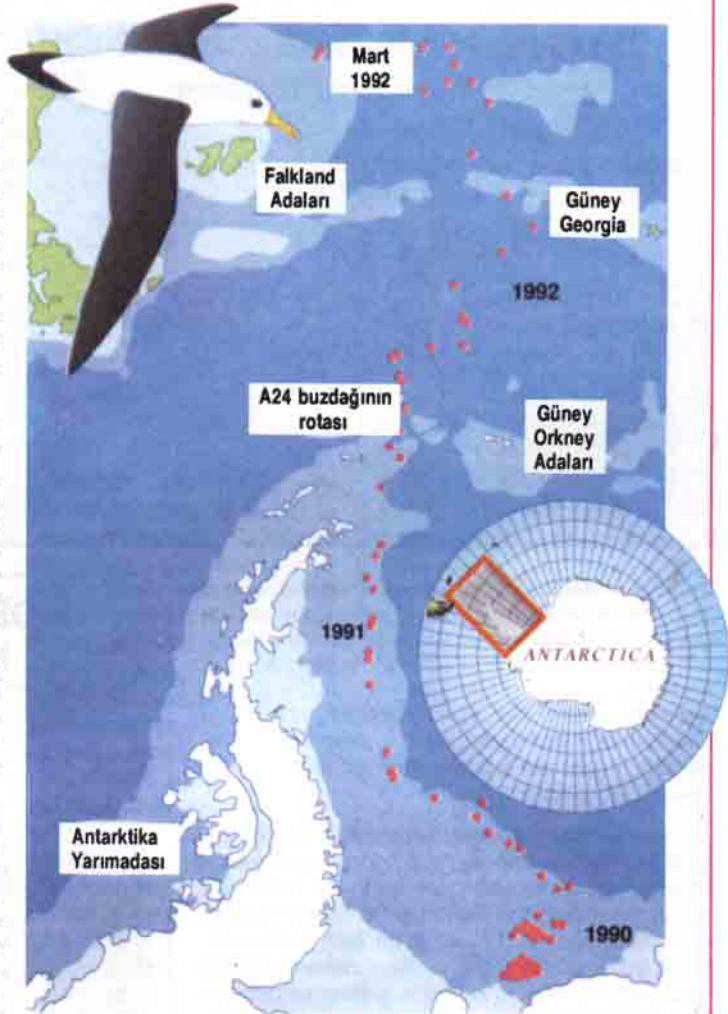 Mart
1992
Falkland
Adaları
Güney
Georgia
1992
A24 buzdağının
rotası
Güney
Orkney
Adaları
1991
ANTARCTICA
Antarktika
Yarımadası
1990